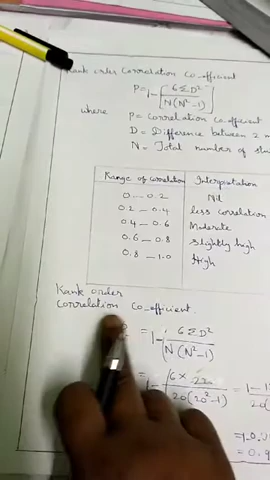 Rank order Correlation Co-efficient
P = 1 - [6ΣD² / N(N²-1)]
where P = Correlation Co-efficient
D = Difference between 2
N = Total number of
Range of correlation Interpretation
0 - 0.2 Nil
0.2 - 0.4 less correlation
0.4 - 0.6 Moderate
0.6 - 0.8 slightly high
0.8 - 1.0 High
Rank order
Correlation Co-efficient.
= 1 - [6ΣD² / N(N²-1)]
= 1 - [6 × / 20(20²-1)]